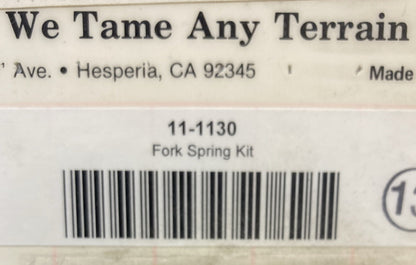 We Tame Any Terrain
' Ave. • Hesperia, CA 92345 Made
11-1130
Fork Spring Kit